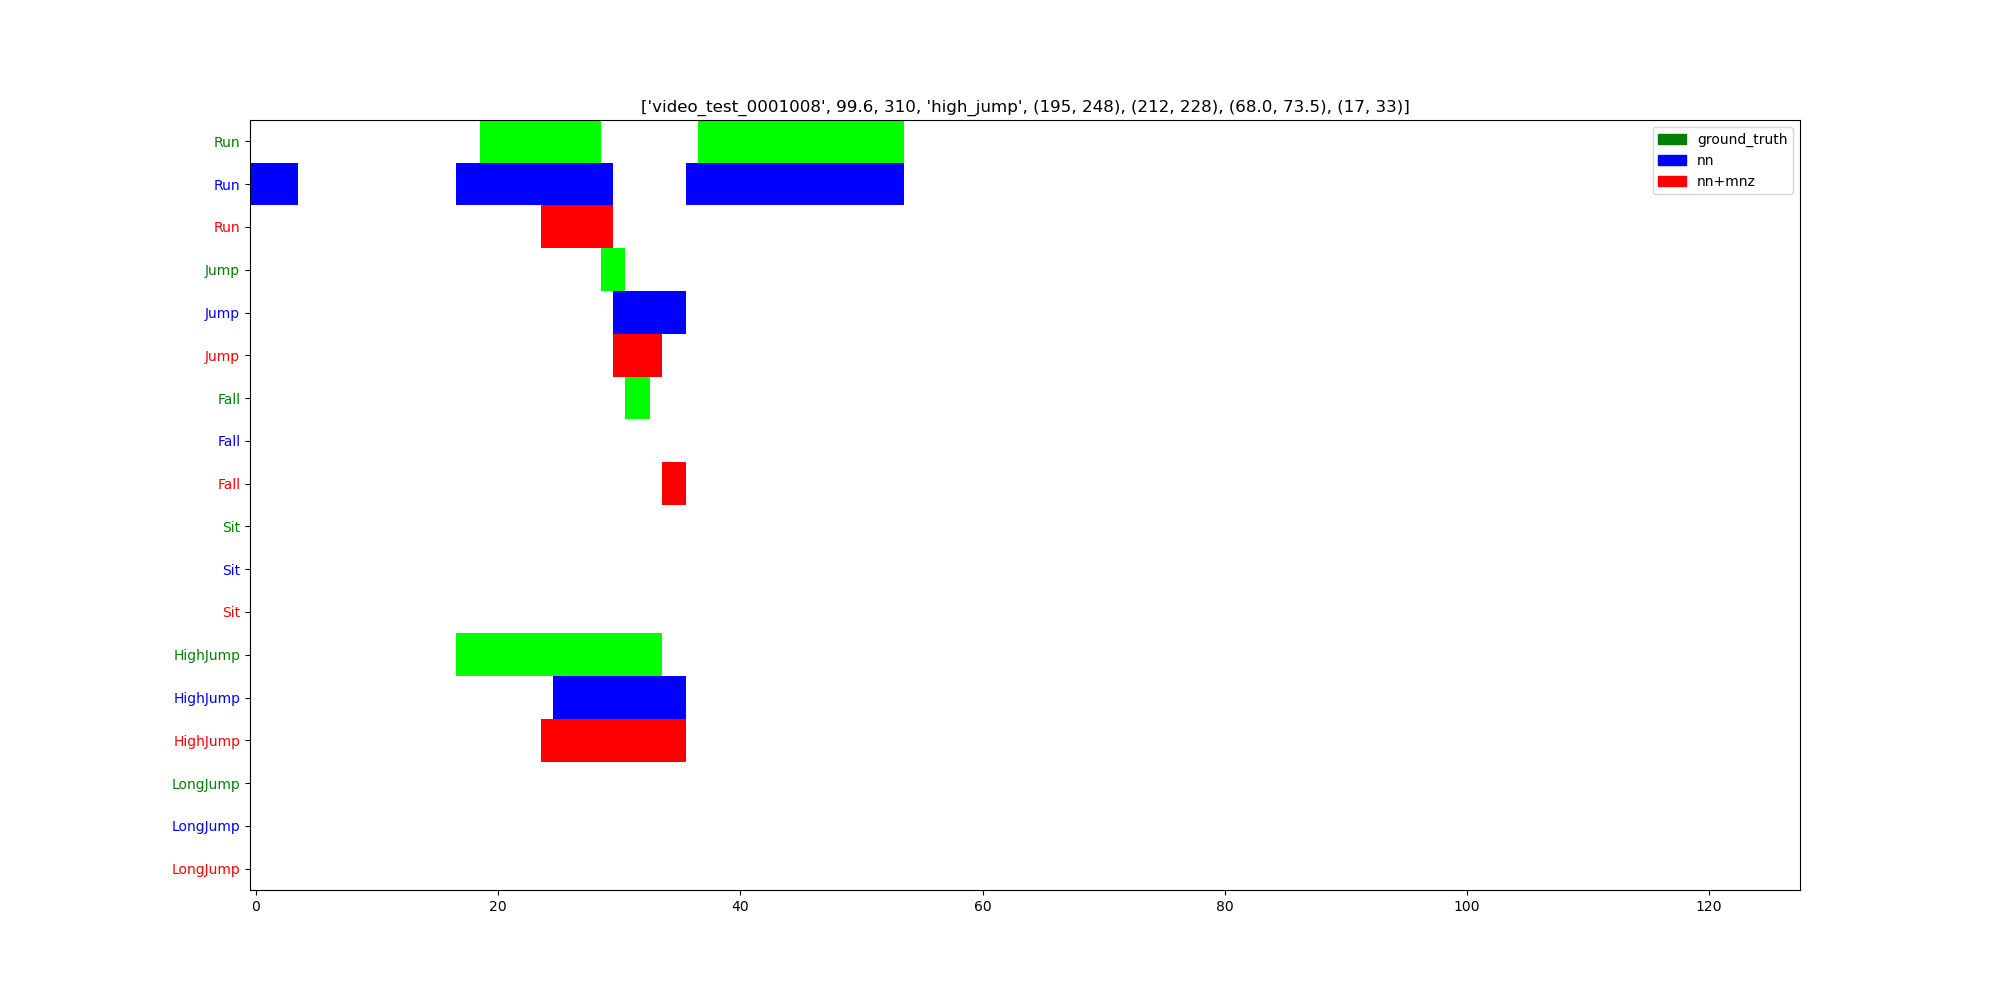 ['video_test_0001008', 99.6, 310, 'high_jump', (195, 248), (212, 228), (68.0, 73.5), (17, 33)]
ground_truth
nn
nn+mnz
Run
Run
Run
Jump
Jump
Jump
Fall
Fall
Fall
Sit
Sit
Sit
HighJump
HighJump
HighJump
LongJump
LongJump
LongJump
0 20 40 60 80 100 120